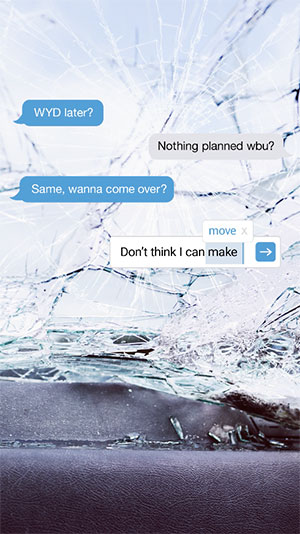 WYD later?
Nothing planned wbu?
Same, wanna come over?
move X
Don't think I can make